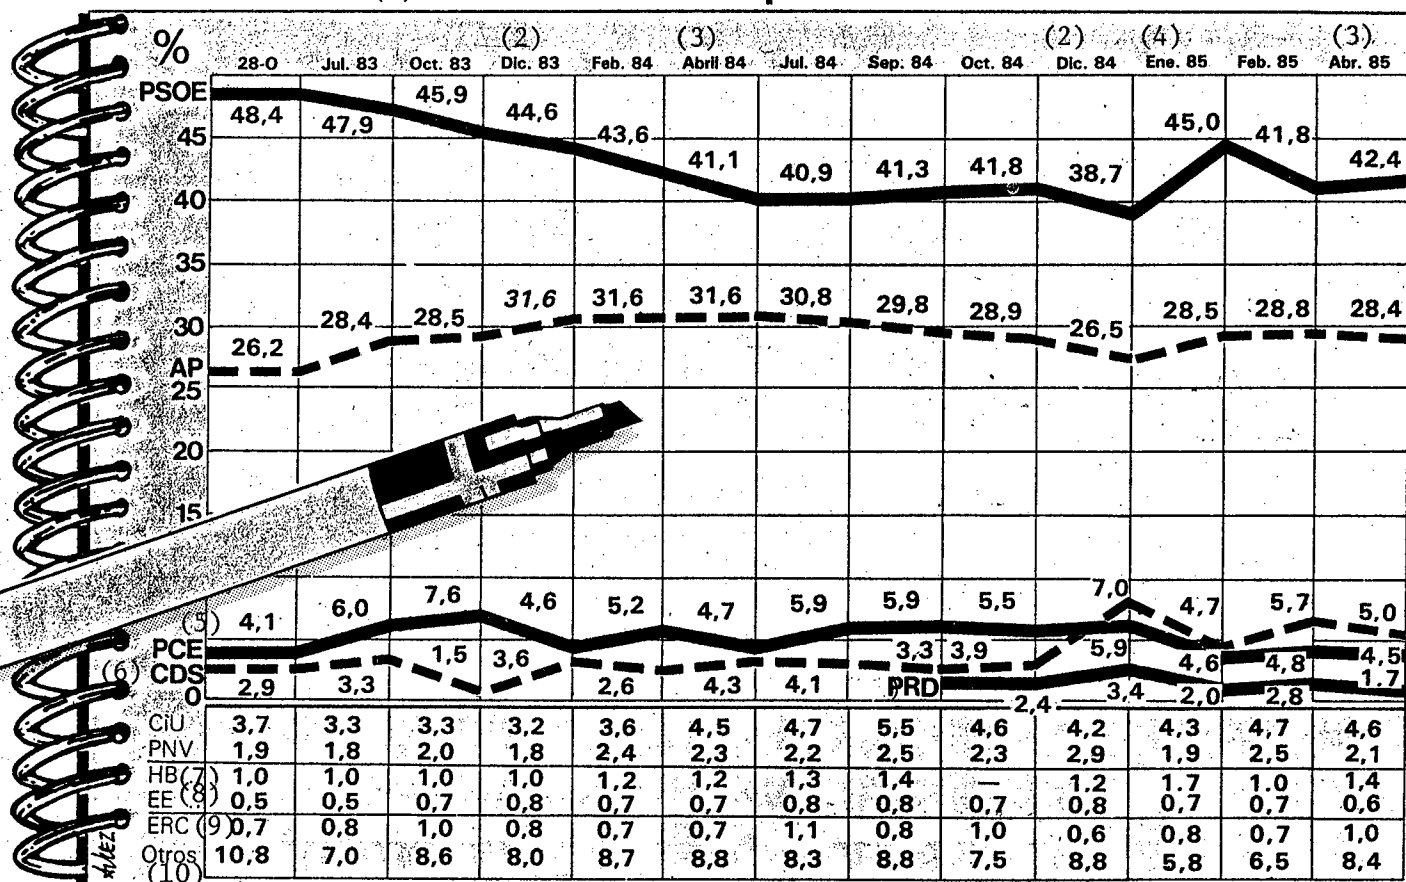 % (2) (3) (2) (4) (3)
28-O Jul. 83 Oct. 83 Dic. 83 Feb. 84 Abril 84 Jul. 84 Sep. 84 Oct. 84 Dic. 84 Ene. 85 Feb. 85 Abr. 85
PSOE 48,4 47,9 45,9 44,6 43,6 41,1 40,9 41,3 41,8 38,7 45,0 41,8 42,4
45
40
35
28,4 28,5 31,6 31,6 31,6 30,8 29,8 28,9 26,5 28,5 28,8 28,4
30
26,2
AP
25
20
15
(5) 4,1 6,0 7,6 4,6 5,2 4,7 5,9 5,9 5,5 7,0 4,7 5,7 5,0
PCE 1,5 3,6 3,3 3,9 5,9 4,6 4,8 4,5
(6) CDS 2,9 3,3 2,6 4,3 4,1 PRD 2,4 3,4 2,0 2,8 1.7
0
CiU 3,7 3,3 3,3 3,2 3,6 4,5 4,7 5,5 4,6 4,2 4,3 4,7 4,6
PNV 1,9 1,8 2,0 1,8 2,4 2,3 2,2 2,5 2,3 2,9 1,9 2,5 2,1
HB (7) 1,0 1,0 1,0 1,0 1,2 1,2 1,3 1,4 — 1.2 1.7 1.0 1,4
EE (8) 0,5 0,5 0,7 0,8 0,7 0,7 0,8 0,8 0,7 0,8 0,7 0,7 0,6
ERC (9) 0,7 0,8 1,0 0,8 0,7 0,7 1,1 0,8 1,0 0,6 0,8 0,7 1,0
Otros 10,8 7,0 8,6 8,0 8,7 8,8 8,3 8,8 7,5 8,8 5,8 6,5 8,4
(10)